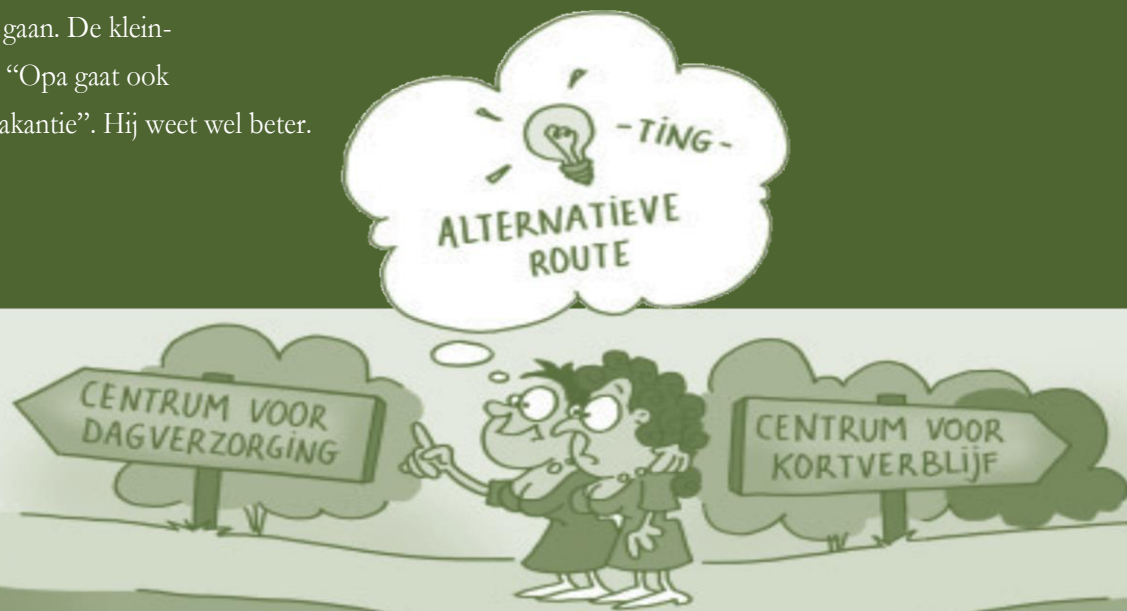 gaan. De klein-
“Opa gaat ook
akantie”. Hij weet wel beter.
-TiNG-
ALTERNATiEVE
ROUTE
CENTRUM VOOR
DAGVERZORGiNG
CENTRUM VOOR
KORTVERBLiJF